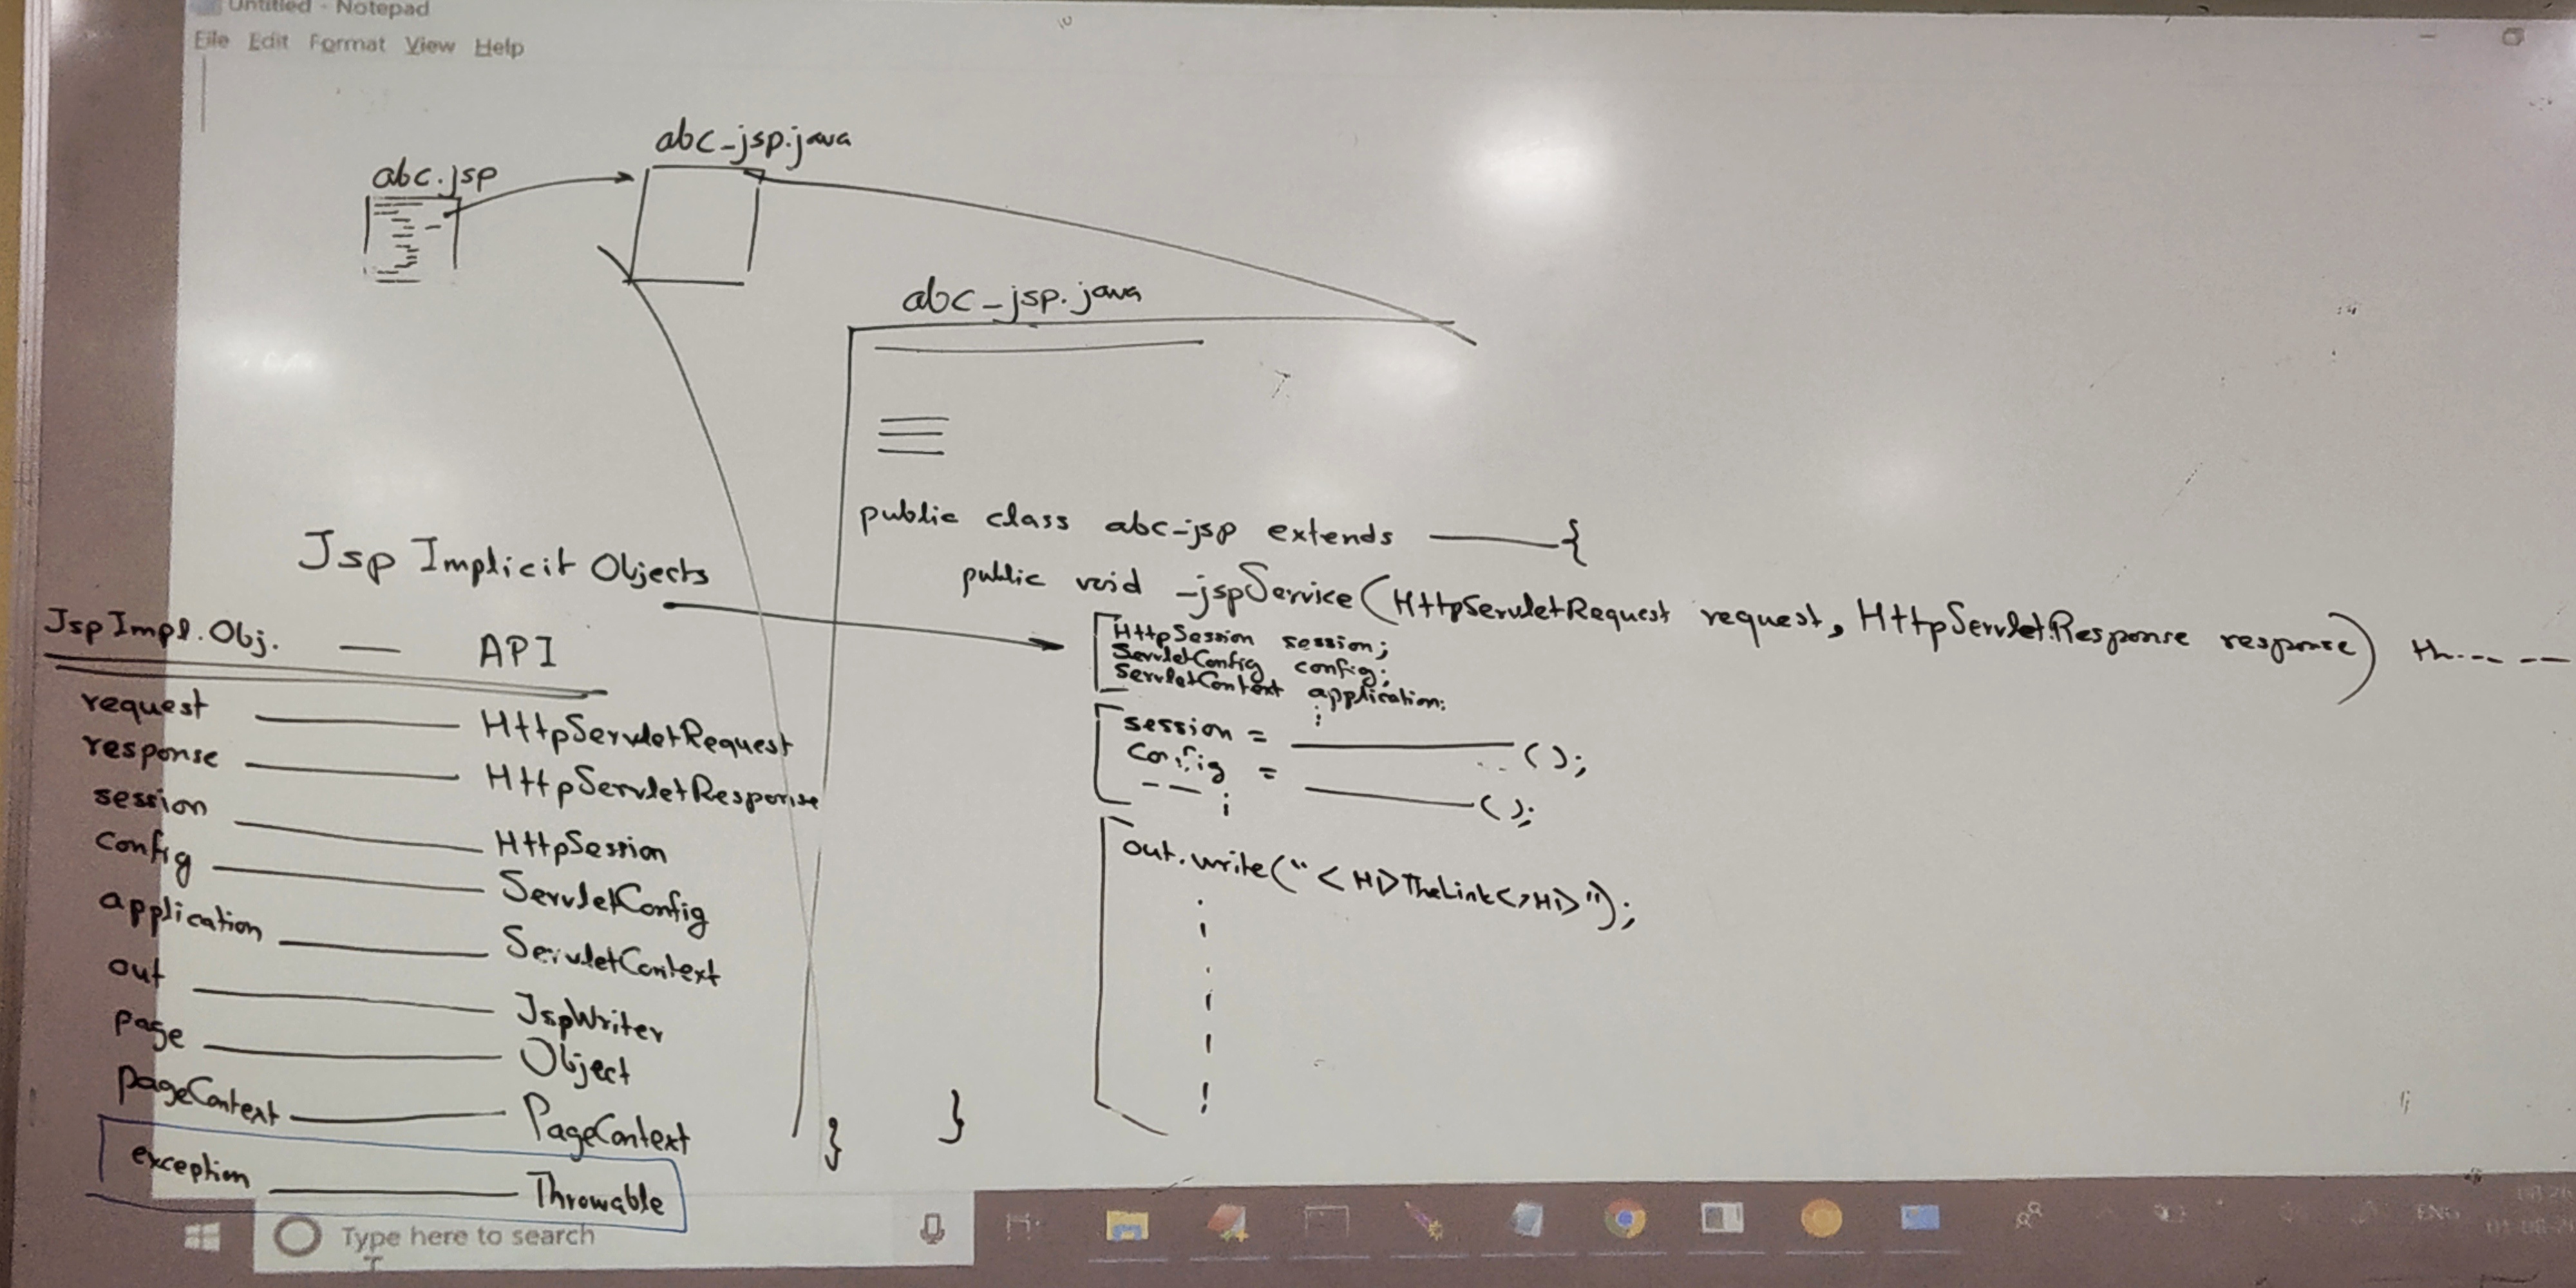 Untitled - Notepad
File Edit Format View Help
abc.jsp
abc_jsp.java
abc_jsp.java
public class abc_jsp extends ——— {
public void _jspService(HttpServletRequest request, HttpServletResponse response) th---- --
HttpSession session;
ServletConfig config;
ServletContext application;
session = ——— ();
config = ——— ();
--- ;
out.write("<H1>TheLink</H1>");
}
}
Jsp Implicit Objects
Jsp Impl. Obj. — API
request ——— HttpServletRequest
response ——— HttpServletResponse
session ——— HttpSession
config ——— ServletConfig
application ——— ServletContext
out ——— JspWriter
page ——— Object
pageContext ——— PageContext
exception ——— Throwable
Type here to search
ENG